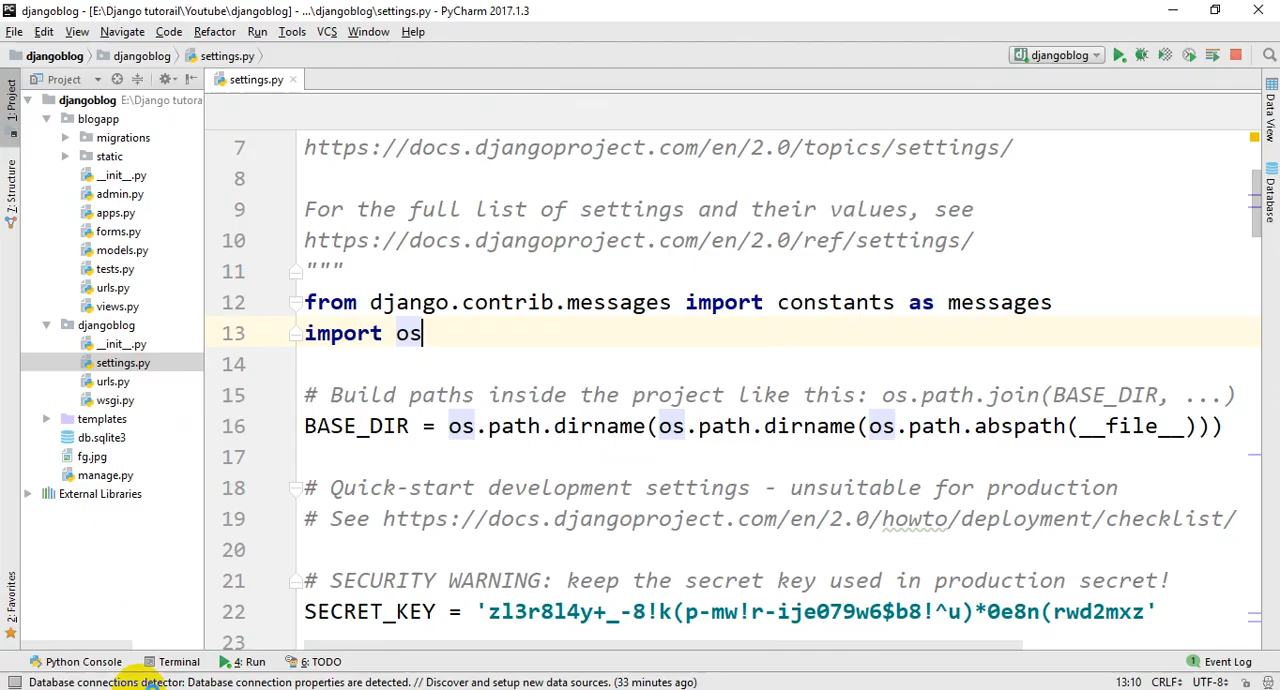 djangoblog - [E:\Django tutorail\Youtube\djangoblog] - ...\djangoblog\settings.py - PyCharm 2017.1.3
File Edit View Navigate Code Refactor Run Tools VCS Window Help
djangoblog djangoblog settings.py djangoblog
Project settings.py
1: Project
7: Structure
2: Favorites
djangoblog E:\Django tutora
blogapp
migrations
static
__init__.py
admin.py
apps.py
forms.py
models.py
tests.py
urls.py
views.py
djangoblog
__init__.py
settings.py
urls.py
wsgi.py
templates
db.sqlite3
fg.jpg
manage.py
External Libraries
7 https://docs.djangoproject.com/en/2.0/topics/settings/
8
9 For the full list of settings and their values, see
10 https://docs.djangoproject.com/en/2.0/ref/settings/
11 """
12 from django.contrib.messages import constants as messages
13 import os
14
15 # Build paths inside the project like this: os.path.join(BASE_DIR, ...)
16 BASE_DIR = os.path.dirname(os.path.dirname(os.path.abspath(__file__)))
17
18 # Quick-start development settings - unsuitable for production
19 # See https://docs.djangoproject.com/en/2.0/howto/deployment/checklist/
20
21 # SECURITY WARNING: keep the secret key used in production secret!
22 SECRET_KEY = 'zl3r8l4y+_-8!k(p-mw!r-ije079w6$b8!^u)*0e8n(rwd2mxz'
23
Data View
Database
Python Console Terminal 4: Run 6: TODO 1 Event Log
Database connections detector: Database connection properties are detected. // Discover and setup new data sources. (33 minutes ago) 13:10 CRLF UTF-8